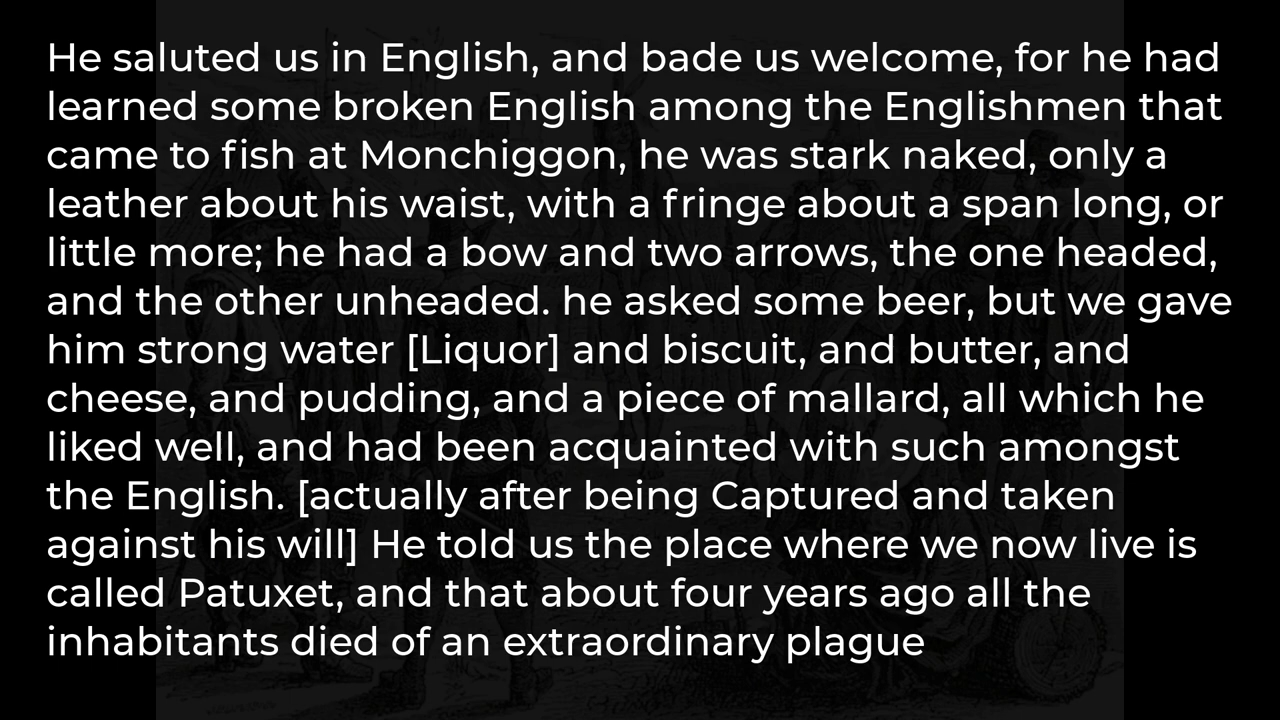 He saluted us in English, and bade us welcome, for he had
learned some broken English among the Englishmen that
came to fish at Monchiggon, he was stark naked, only a
leather about his waist, with a fringe about a span long, or
little more; he had a bow and two arrows, the one headed,
and the other unheaded. he asked some beer, but we gave
him strong water [Liquor] and biscuit, and butter, and
cheese, and pudding, and a piece of mallard, all which he
liked well, and had been acquainted with such amongst
the English. [actually after being Captured and taken
against his will] He told us the place where we now live is
called Patuxet, and that about four years ago all the
inhabitants died of an extraordinary plague